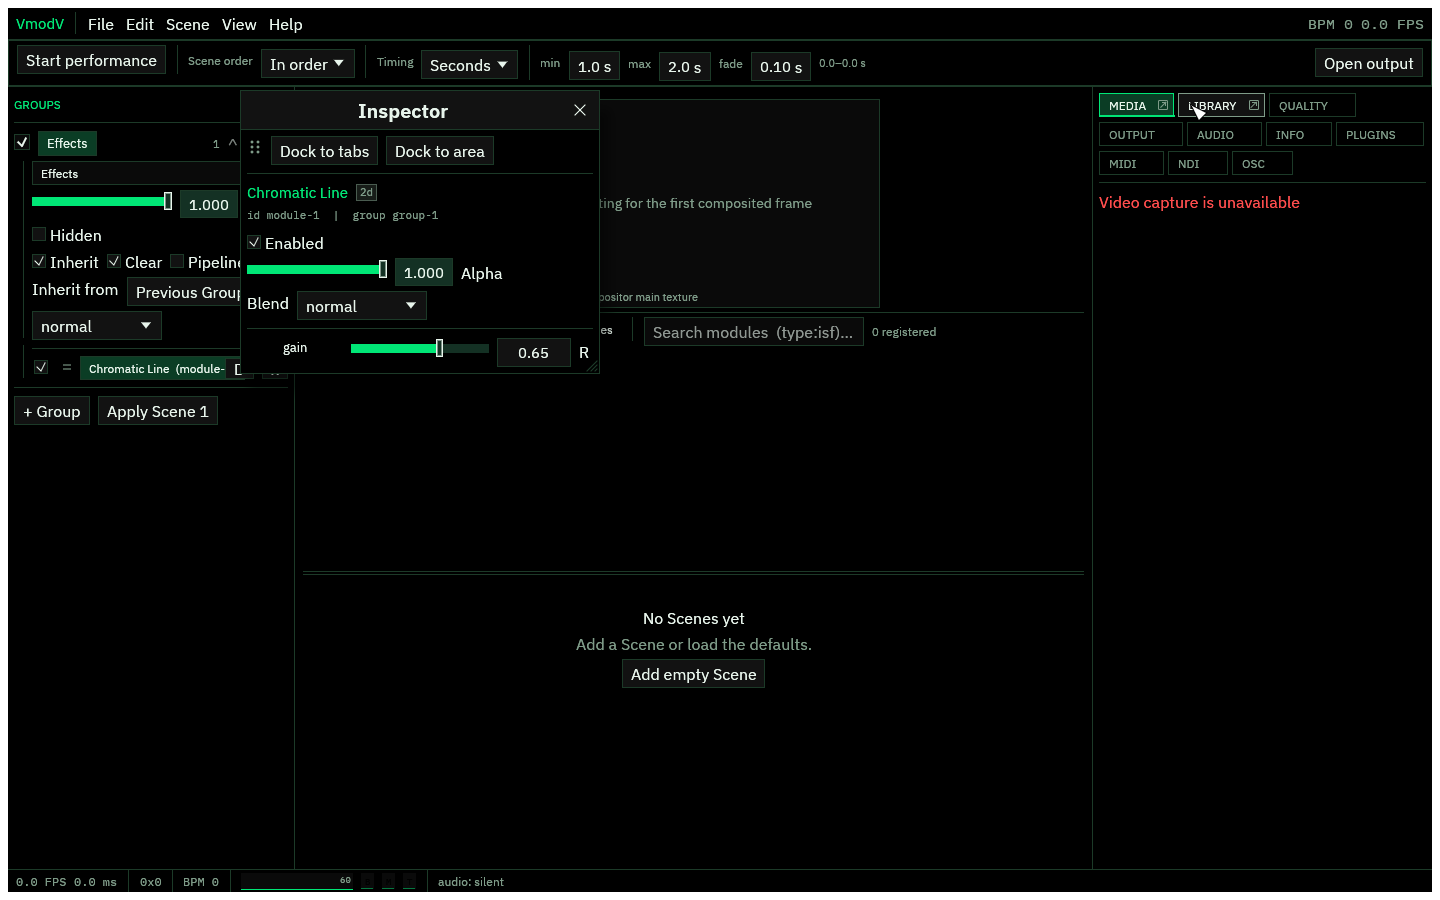 VmodV File Edit Scene View Help BPM 0 0.0 FPS
Start performance Scene order In order Timing Seconds min 1.0 s max 2.0 s fade 0.10 s 0.0–0.0 s Open output
GROUPS
Effects 1 ^
Effects
1.000
Hidden
Inherit Clear
Inherit from Previous
normal
= Chromatic Line (module-
+ Group Apply Scene 1
Inspector
Dock to tabs Dock to area
Chromatic Line 2d
id module-1 | group group-1
Enabled
1.000 Alpha
Blend normal
gain 0.65 R
for the first composited frame
main texture
Search modules (type:isf)... 0 registered
No Scenes yet
Add a Scene or load the defaults.
Add empty Scene
MEDIA LIBRARY QUALITY
OUTPUT AUDIO INFO PLUGINS
MIDI NDI OSC
Video capture is unavailable
0.0 FPS 0.0 ms 0x0 BPM 0 60 audio: silent